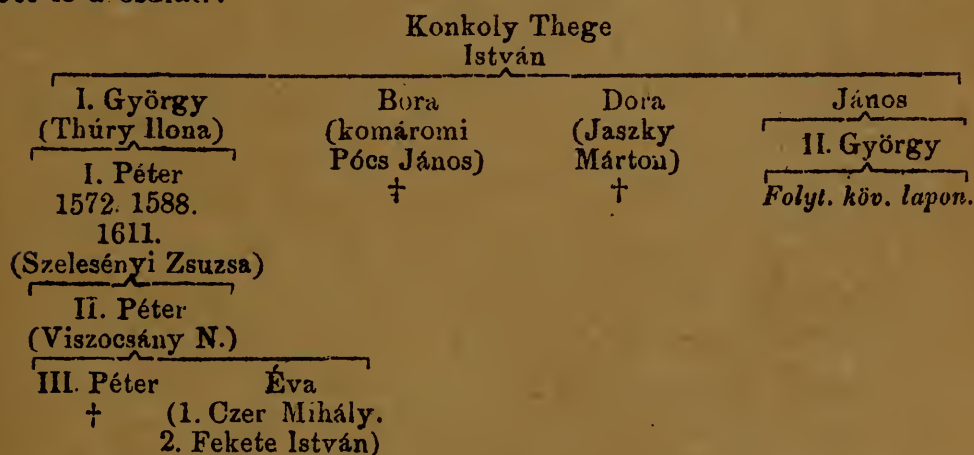 Konkoly Thege
István
I. György Bora Dora János
(Thúry Ilona) (komáromi (Jaszky II. György
Pócs János) Márton)
I. Péter † † Folyt. köv. lapon.
1572. 1588.
1611.
(Szelesényi Zsuzsa)
II. Péter
(Viszocsány N.)
III. Péter Éva
† (1. Czer Mihály.
2. Fekete István)